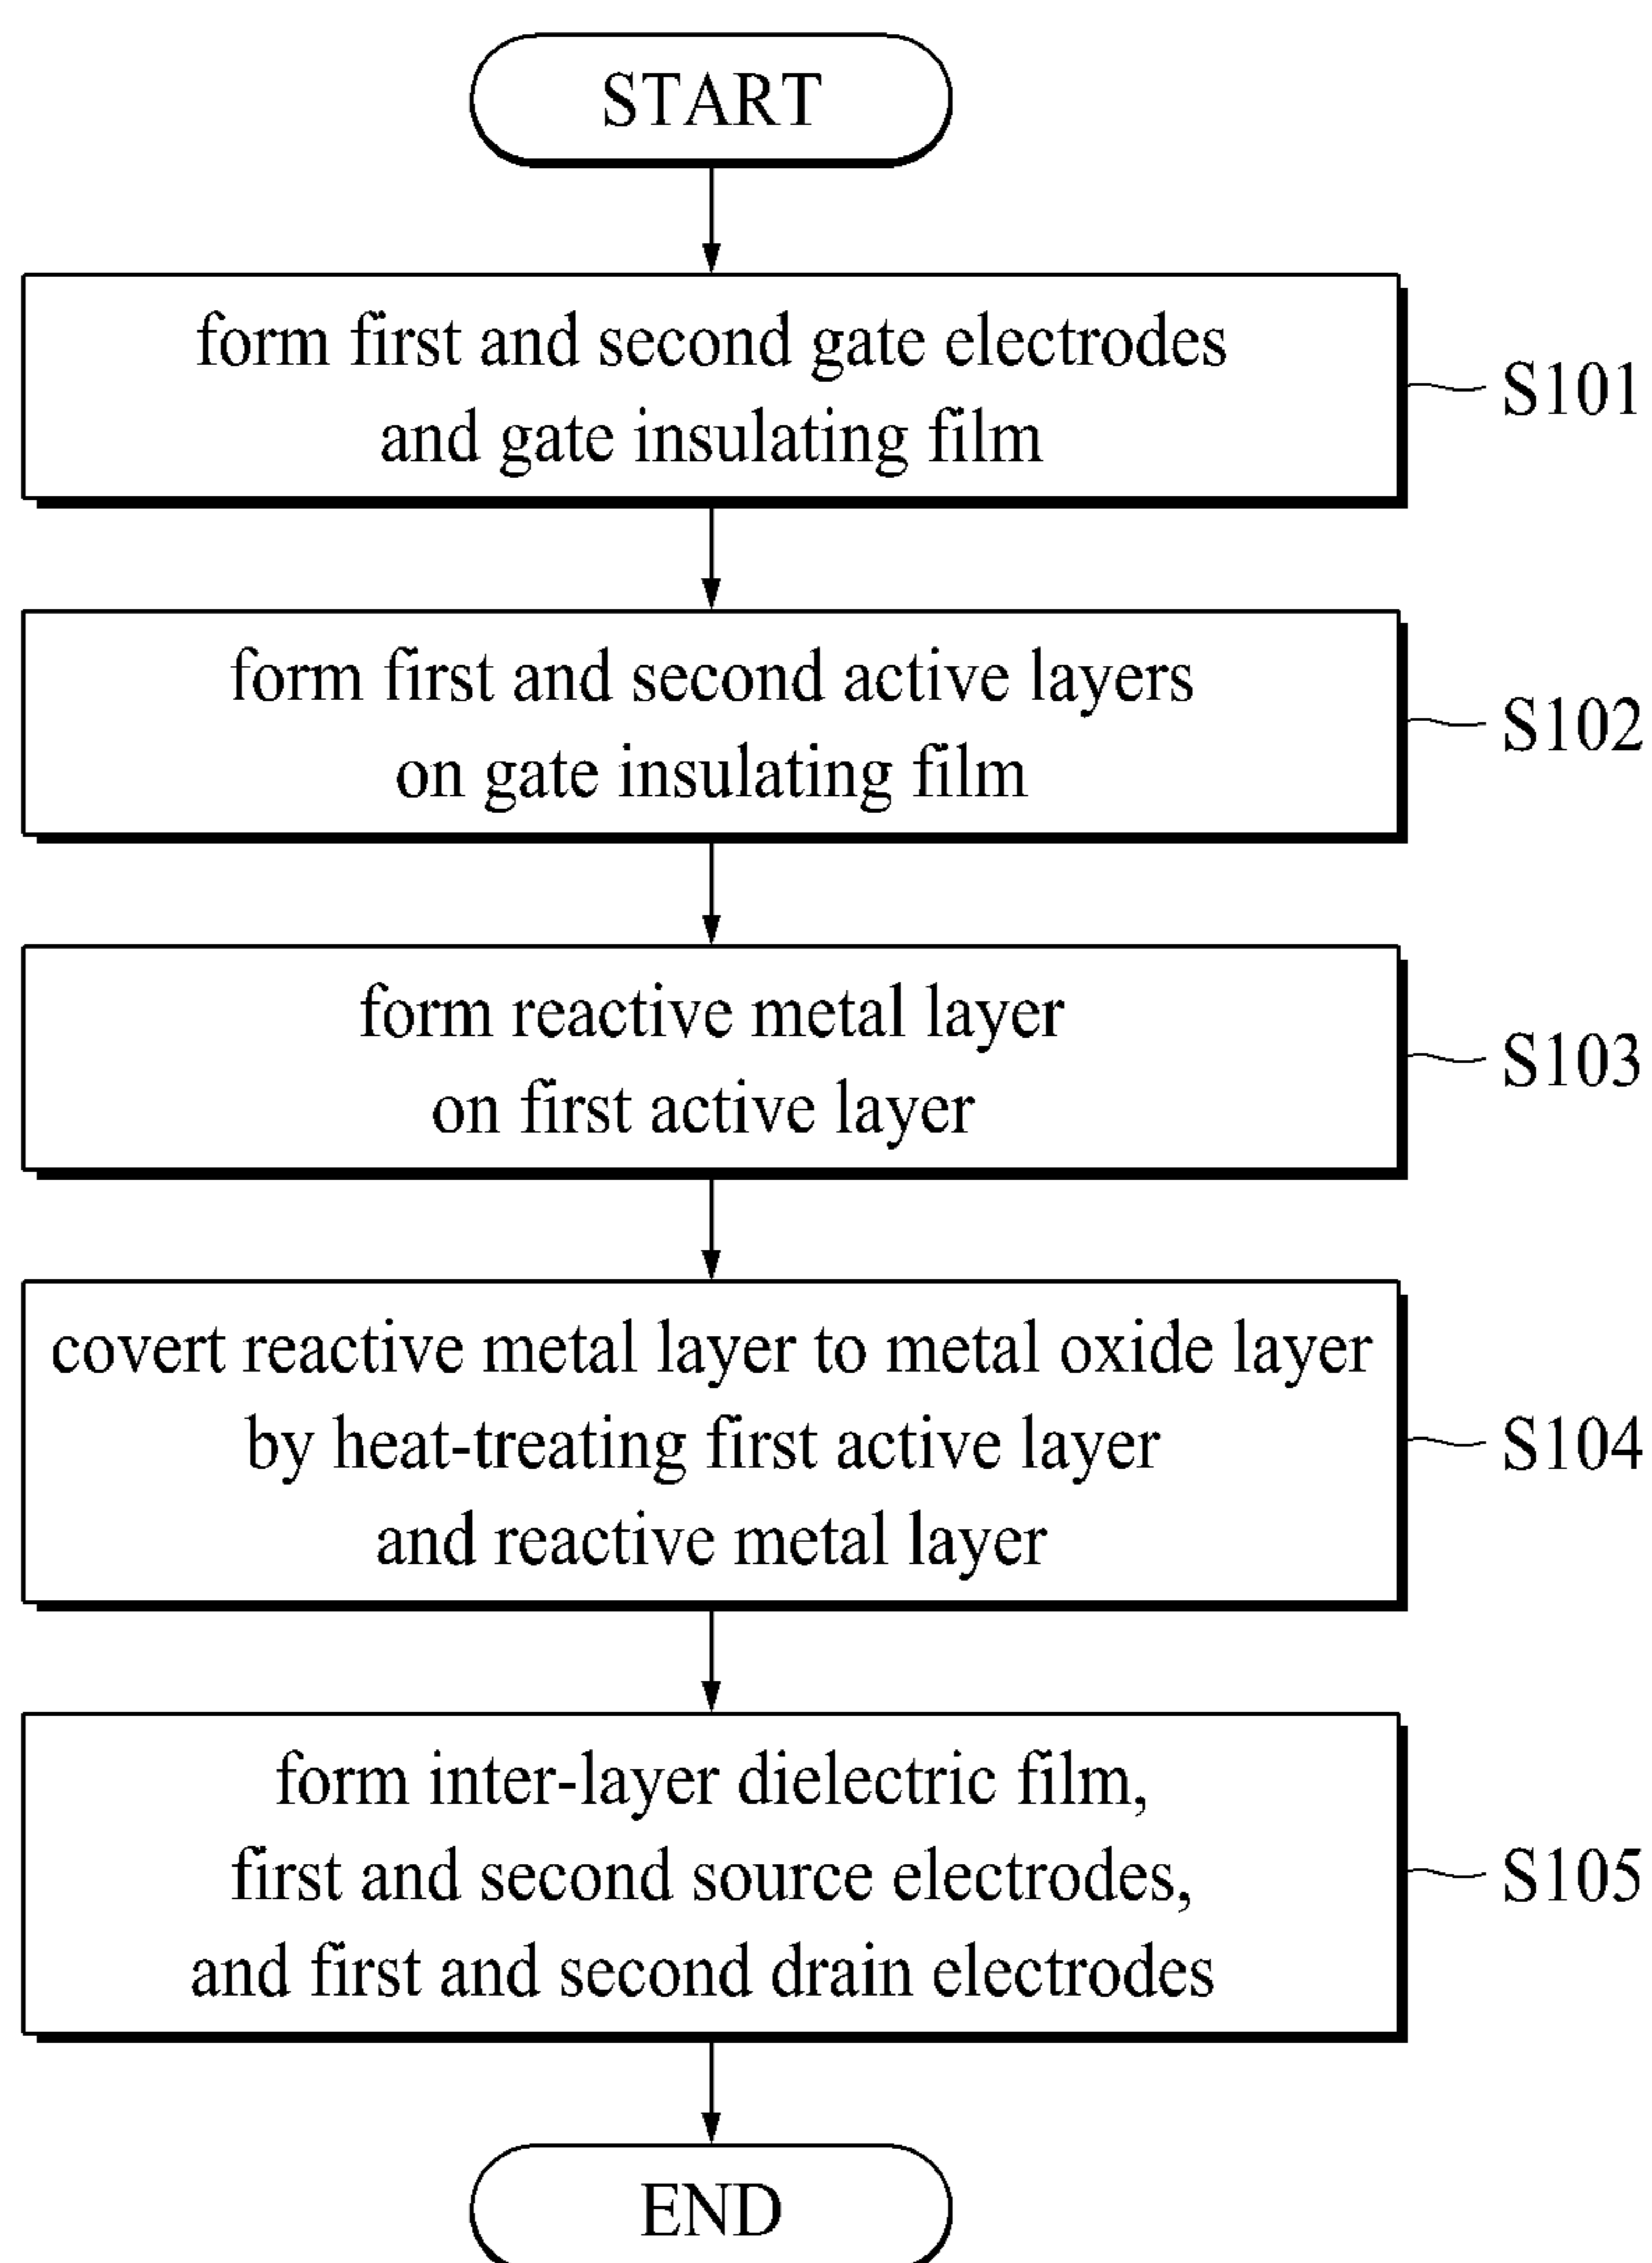 START
form first and second gate electrodes
and gate insulating film
S101
form first and second active layers
on gate insulating film
S102
form reactive metal layer
on first active layer
S103
covert reactive metal layer to metal oxide layer
by heat-treating first active layer
and reactive metal layer
S104
form inter-layer dielectric film,
first and second source electrodes,
and first and second drain electrodes
S105
END